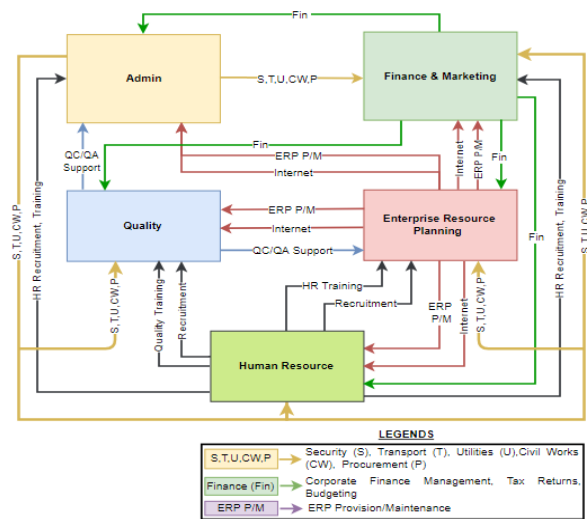 Fin
Admin
Finance & Marketing
S,T,U,CW,P
Fin
QC/QA
Support
ERP P/M
Internet
Internet
ERP P/M
Fin
S,T,U,CW,P
HR Recruitment, Training
Quality
ERP P/M
Internet
Enterprise Resource
Planning
QC/QA Support
Fin
HR Recruitment, Training
S,T,U,CW,P
S,T,U,CW,P
Quality Training
Recruitment
HR Training
Recruitment
ERP
P/M
Internet
S,T,U,CW,P
Human Resource
LEGENDS
S,T,U,CW,P
Security (S), Transport (T), Utilities (U),Civil Works
(CW), Procurement (P)
Finance (Fin)
Corporate Finance Management, Tax Returns,
Budgeting
ERP P/M
ERP Provision/Maintenance